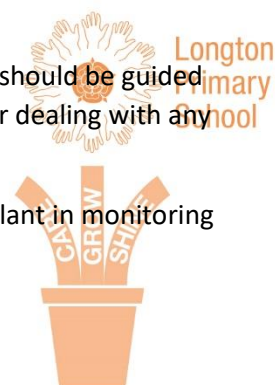 Longton
should be guided
Primary
r dealing with any
School
lant in monitoring
CARE
GROW
SHINE